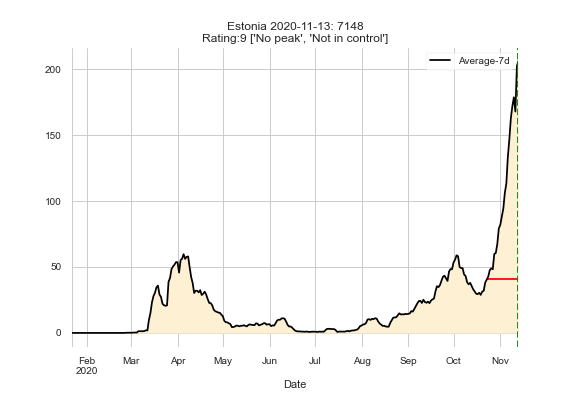 Estonia 2020-11-13: 7148
Rating:9 ['No peak', 'Not in control']
Average-7d
200
150
100
50
0
Feb Mar Apr May Jun Jul Aug Sep Oct Nov
2020
Date